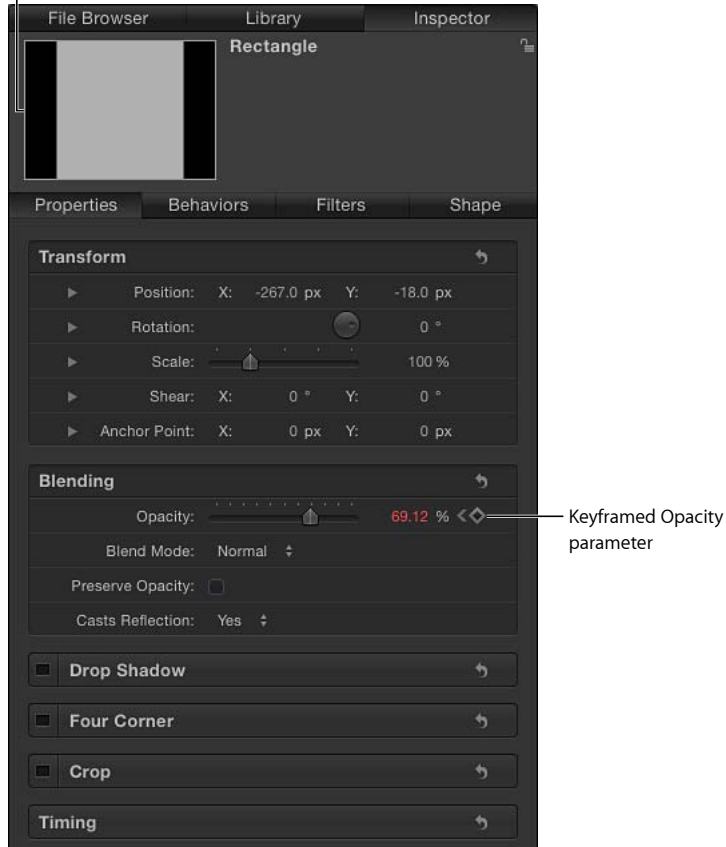 File Browser Library Inspector
Rectangle
Properties Behaviors Filters Shape
Transform
Position: X: -267.0 px Y: -18.0 px
Rotation: 0 °
Scale: 100 %
Shear: X: 0 ° Y: 0 °
Anchor Point: X: 0 px Y: 0 px
Blending
Opacity: 69.12 %
Keyframed Opacity
parameter
Blend Mode: Normal
Preserve Opacity:
Casts Reflection: Yes
Drop Shadow
Four Corner
Crop
Timing